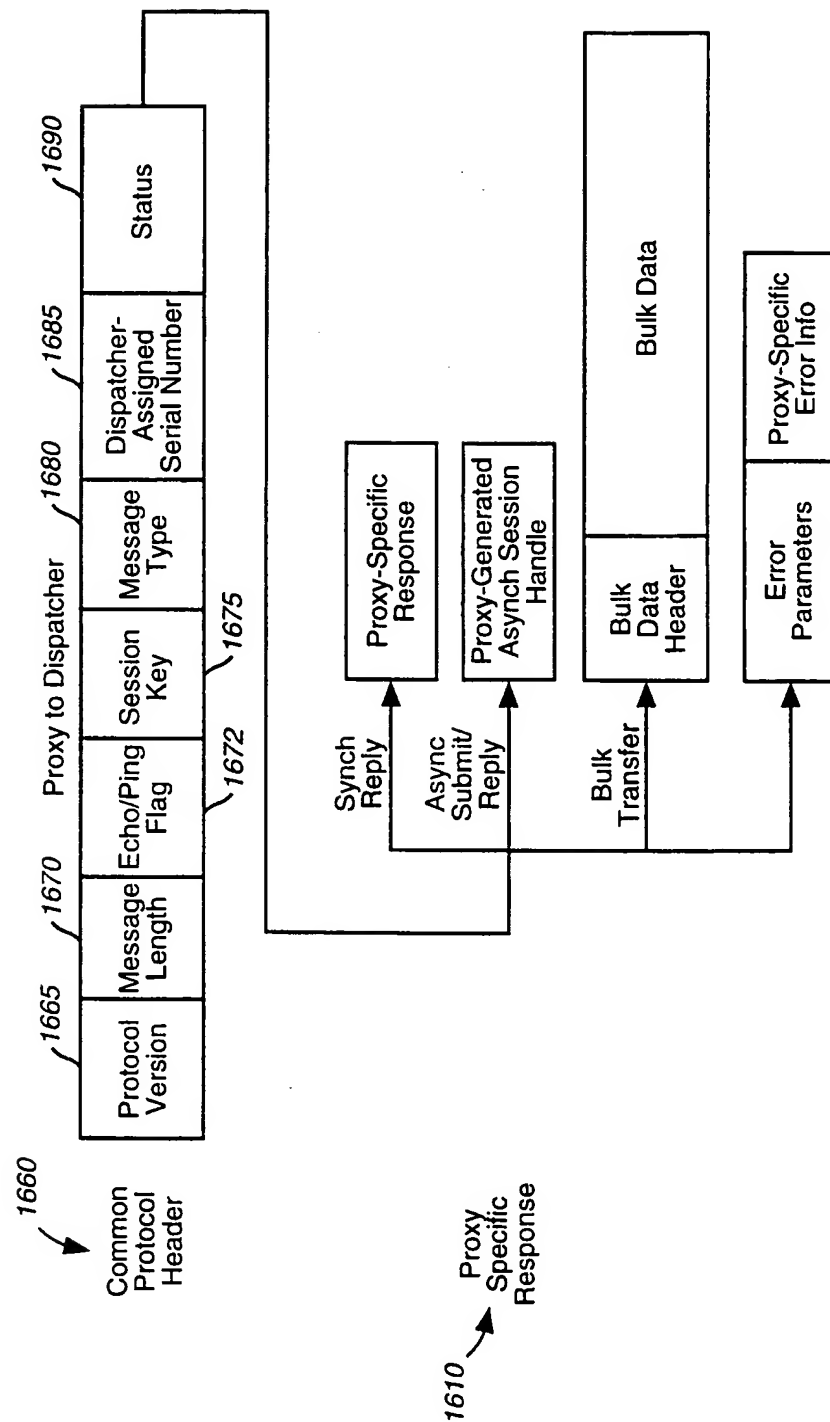 Proxy to Dispatcher
1660
Common
Protocol
Header
1665
Protocol
Version
1670
Message
Length
Echo/Ping
Flag
1672
Session
Key
1675
1680
Message
Type
1685
Dispatcher-
Assigned
Serial Number
1690
Status
1610
Proxy
Specific
Response
Synch
Reply
Proxy-Specific
Response
Async
Submit/
Reply
Proxy-Generated
Asynch Session
Handle
Bulk
Transfer
Bulk
Data
Header
Bulk Data
Error
Parameters
Proxy-Specific
Error Info